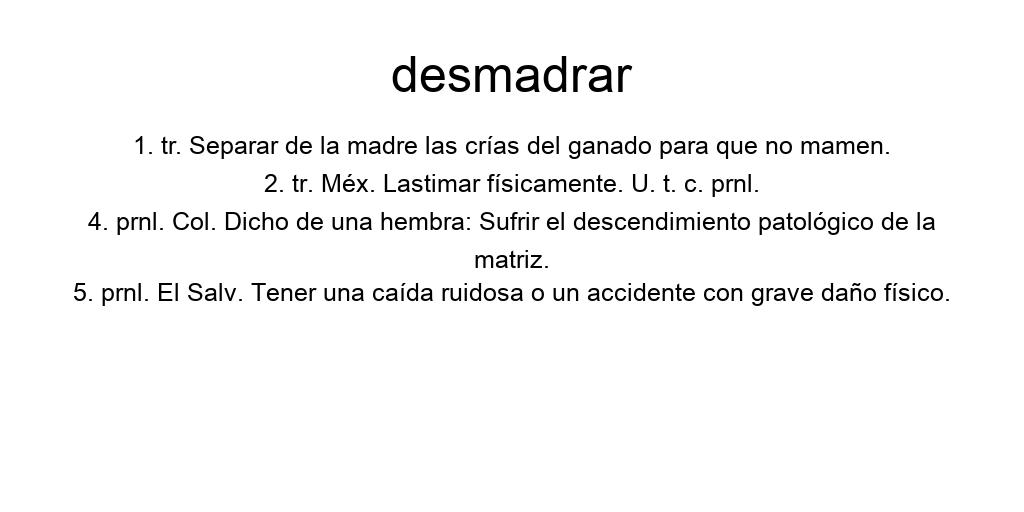 desmadrar
1. tr. Separar de la madre las crías del ganado para que no mamen.
2. tr. Méx. Lastimar físicamente. U. t. c. prnl.
4. prnl. Col. Dicho de una hembra: Sufrir el descendimiento patológico de la
matriz.
5. prnl. El Salv. Tener una caída ruidosa o un accidente con grave daño físico.